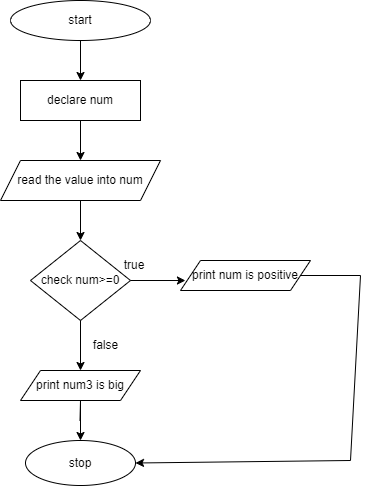 start
declare num
read the value into num
check num>=0
true
print num is positive
false
print num3 is big
stop